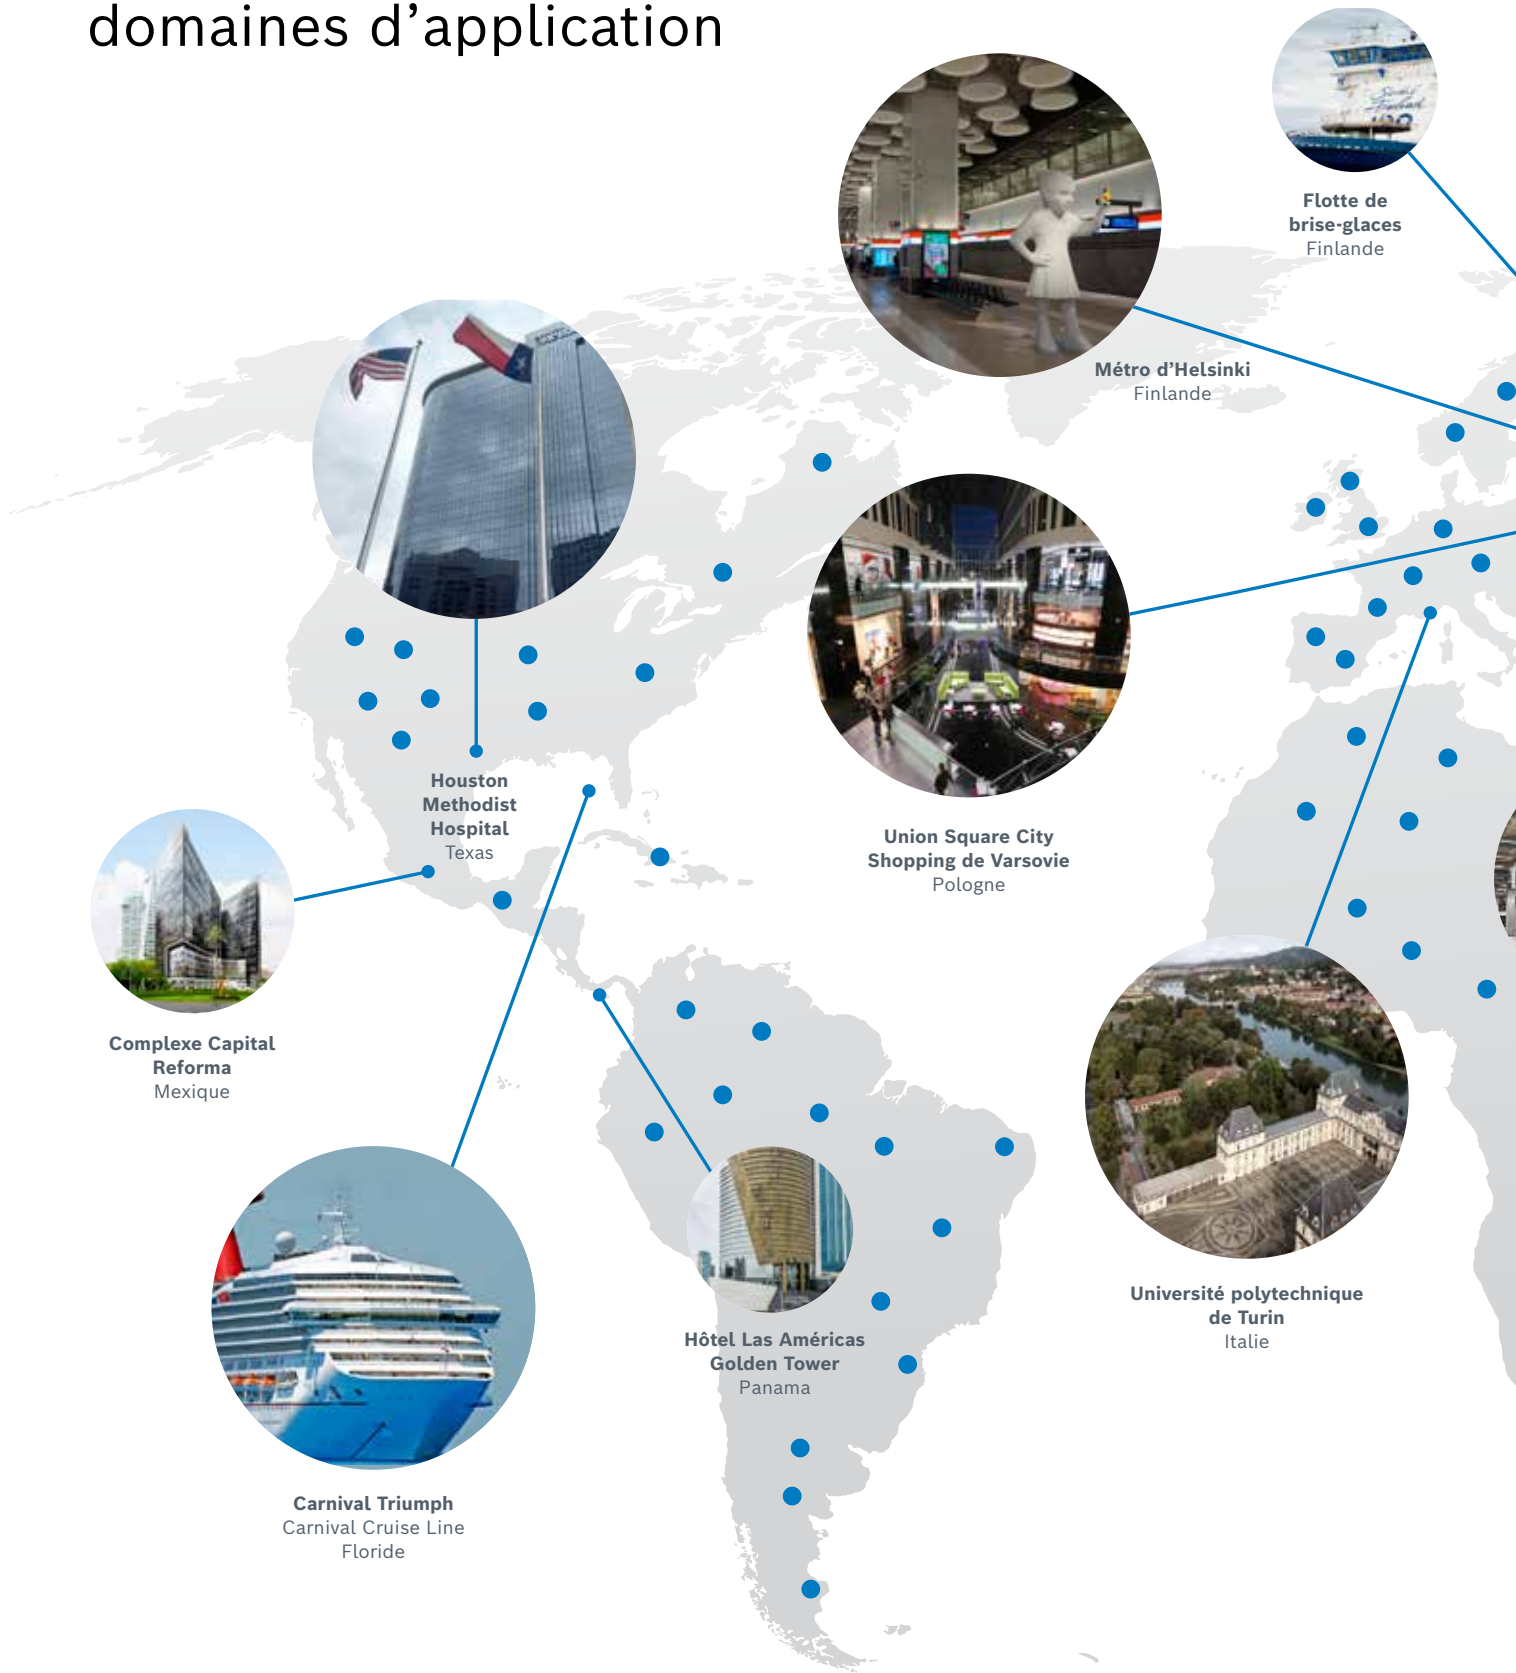 domaines d’application
Flotte de
brise-glaces
Finlande
Métro d’Helsinki
Finlande
Houston
Methodist
Hospital
Texas
Union Square City
Shopping de Varsovie
Pologne
Complexe Capital
Reforma
Mexique
Université polytechnique
de Turin
Italie
Hôtel Las Américas
Golden Tower
Panama
Carnival Triumph
Carnival Cruise Line
Floride